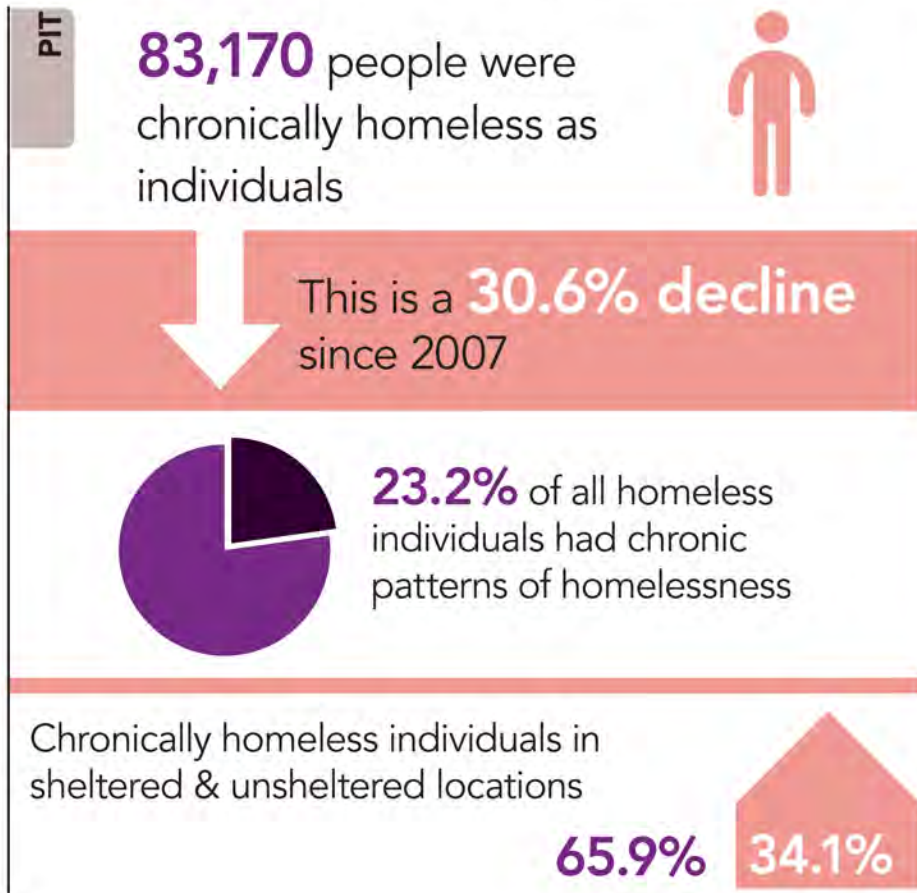 PIT
83,170 people were
chronically homeless as
individuals
This is a 30.6% decline
since 2007
23.2% of all homeless
individuals had chronic
patterns of homelessness
Chronically homeless individuals in
sheltered & unsheltered locations
65.9% 34.1%